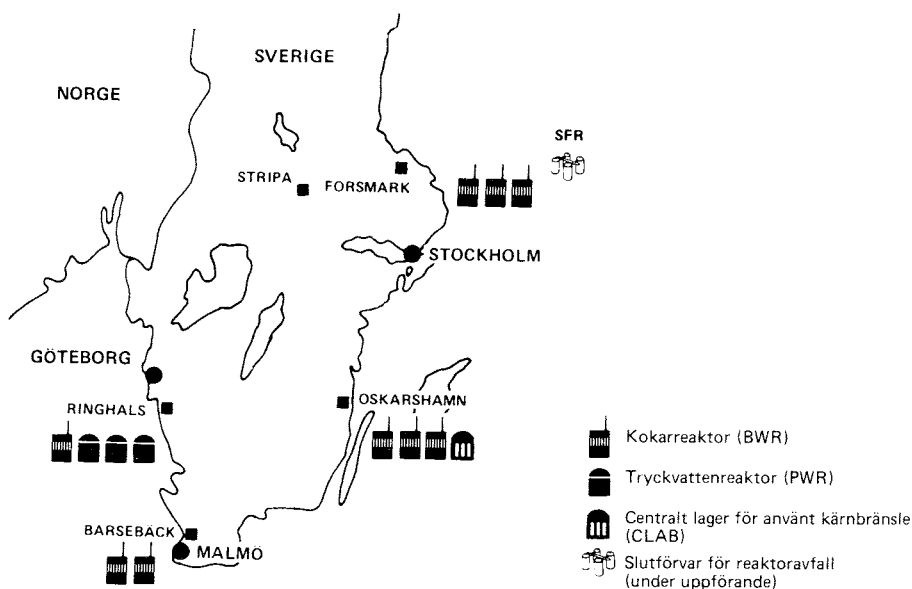 SVERIGE
NORGE
SFR
STRIPA
FORSMARK
STOCKHOLM
GÖTEBORG
RINGHALS
OSKARSHAMN
BARSEBÄCK
MALMÖ
Kokarreaktor (BWR)
Tryckvattenreaktor (PWR)
Centralt lager för använt kärnbränsle
(CLAB)
Slutförvar för reaktoravfall
(under uppförande)